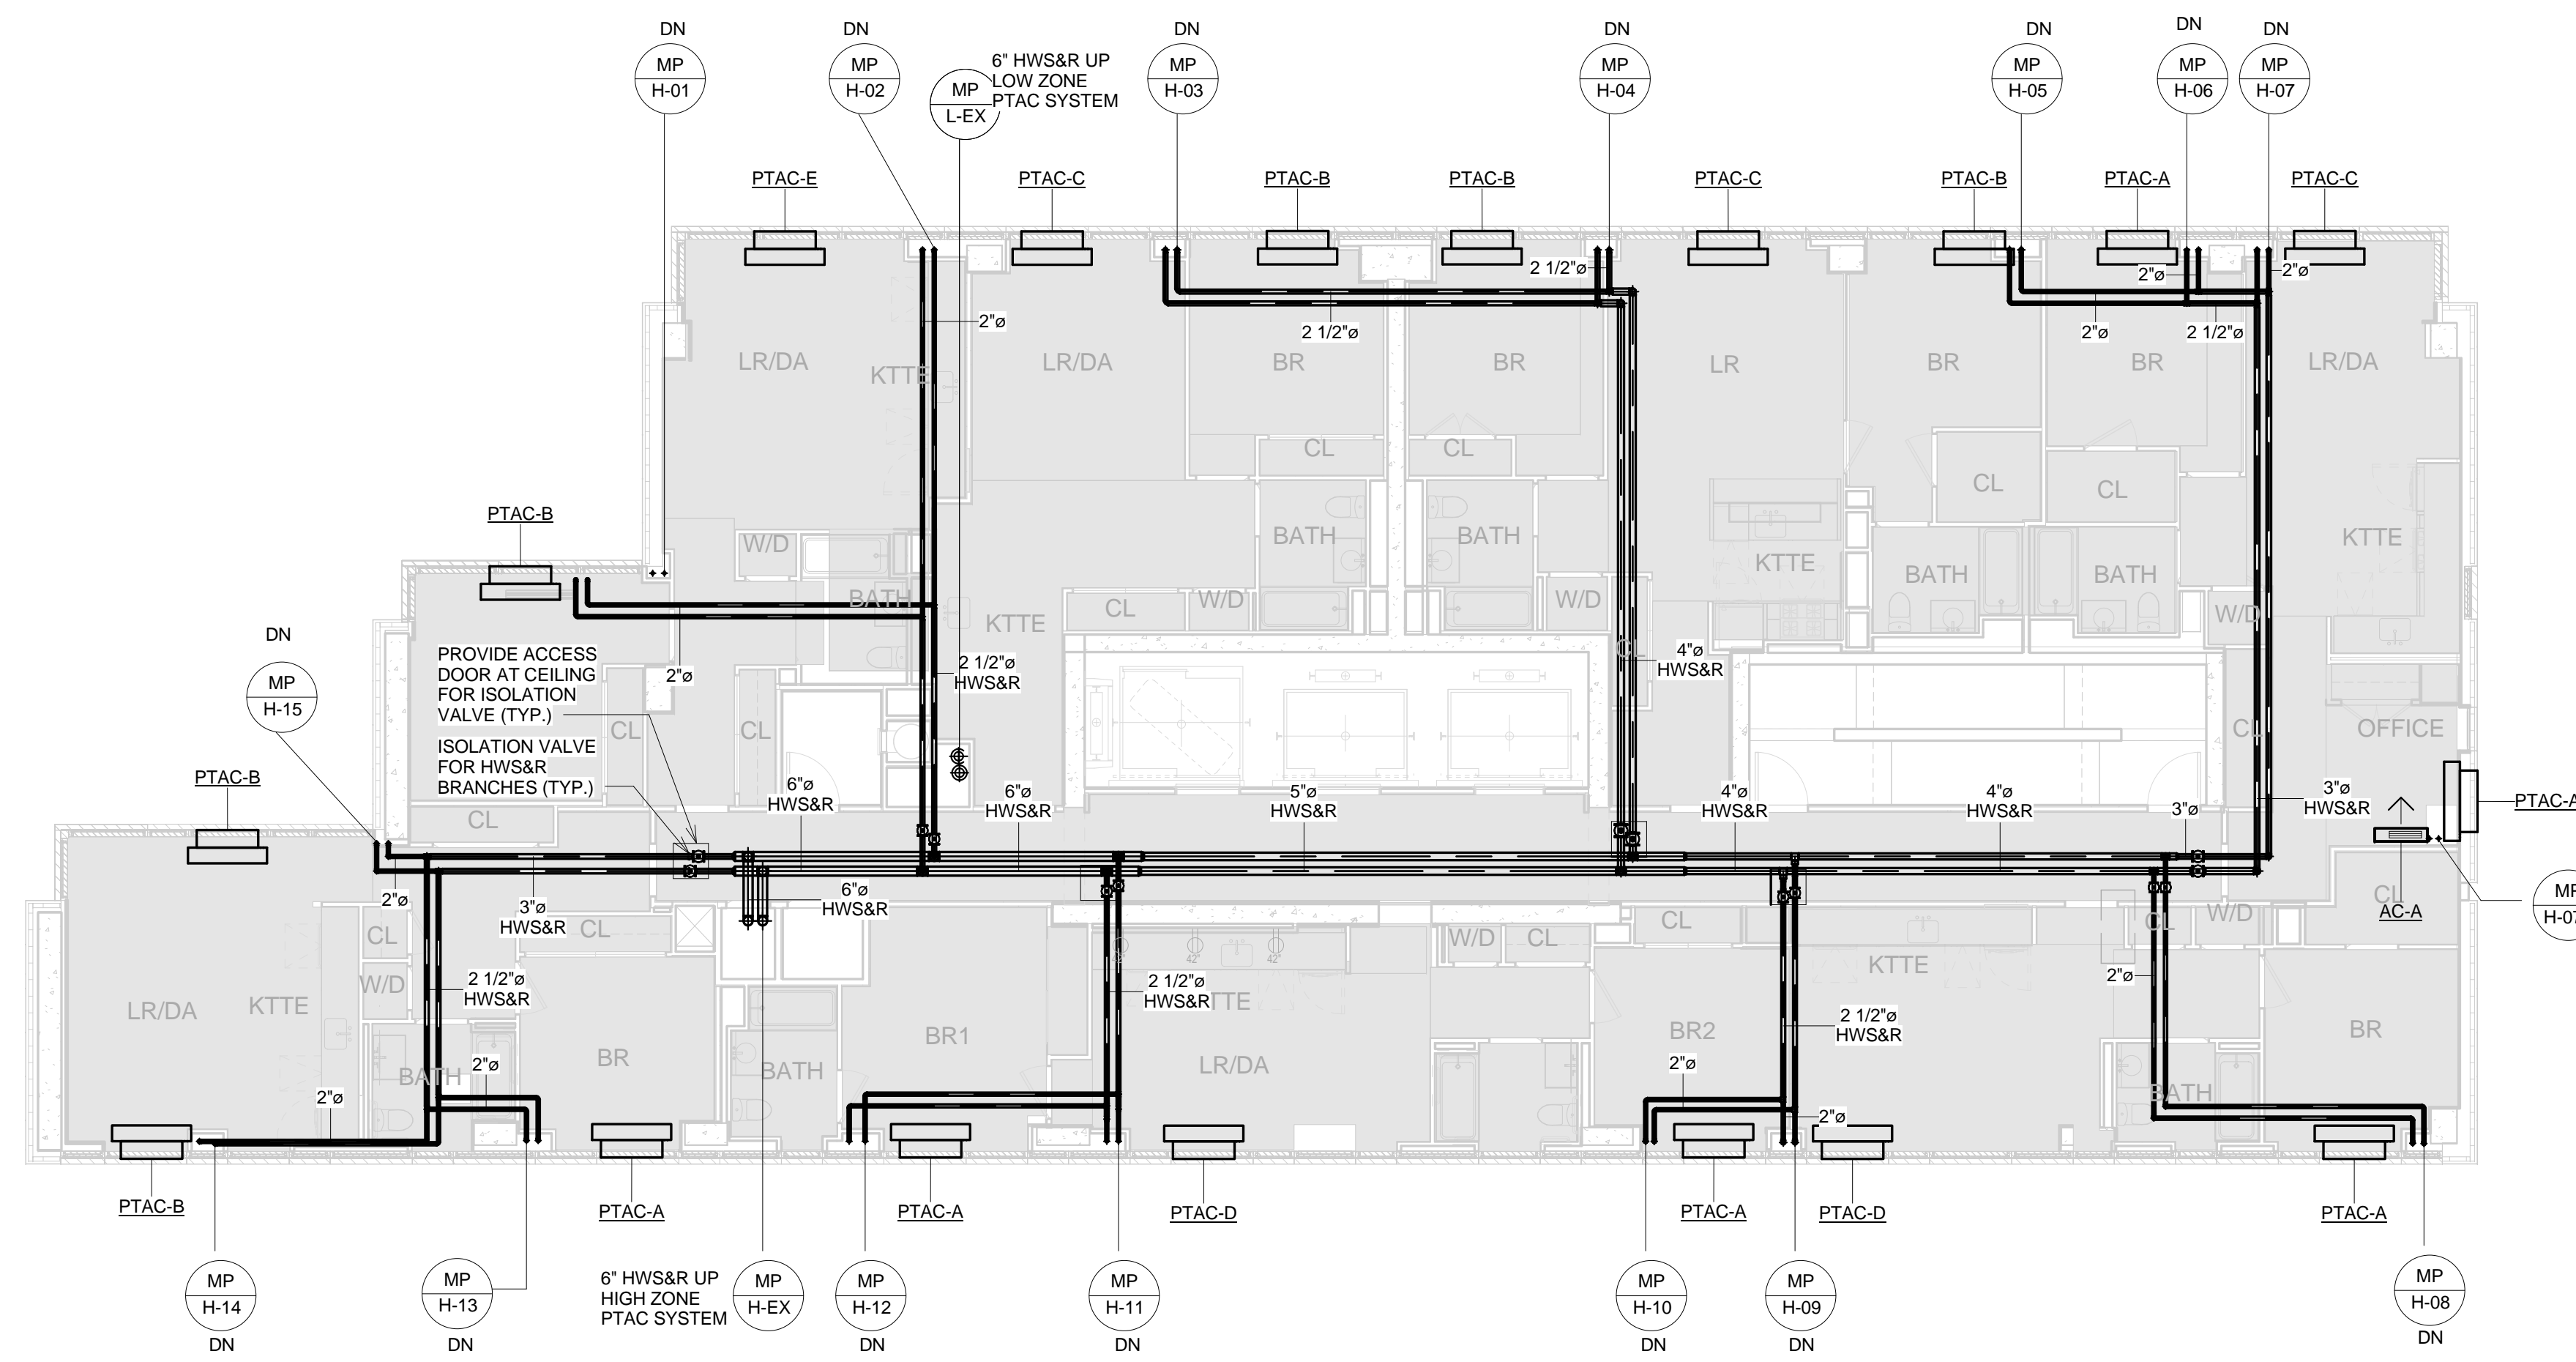 DN
DN
DN
DN
DN
DN
DN
MP
H-01
MP
H-02
MP
L-EX
6" HWS&R UP
LOW ZONE
PTAC SYSTEM
MP
H-03
MP
H-04
MP
H-05
MP
H-06
MP
H-07
PTAC-E
PTAC-C
PTAC-B
PTAC-B
PTAC-C
PTAC-B
PTAC-A
PTAC-C
2 1/2"ø
2"ø
2"ø
2"ø
2 1/2"ø
2"ø
2 1/2"ø
LR/DA
KTTE
LR/DA
BR
BR
LR
BR
BR
LR/DA
CL
CL
CL
CL
PTAC-B
W/D
BATH
BATH
KTTE
KTTE
BATH
BATH
BATH
CL
W/D
W/D
W/D
KTTE
DN
MP
H-15
PROVIDE ACCESS
DOOR AT CEILING
FOR ISOLATION
VALVE (TYP.)
ISOLATION VALVE
FOR HWS&R
BRANCHES (TYP.)
2"ø
2 1/2"ø
HWS&R
CL
4"ø
HWS&R
CL
CL
CL
OFFICE
PTAC-B
6"ø
HWS&R
6"ø
HWS&R
5"ø
HWS&R
4"ø
HWS&R
4"ø
HWS&R
3"ø
3"ø
HWS&R
PTAC-A
CL
2"ø
3"ø
HWS&R
6"ø
HWS&R
CL
AC-A
MP
H-07
CL
CL
W/D
CL
CL
CL
W/D
42"
42"
42"
KTTE
W/D
2 1/2"ø
HWS&R
2 1/2"ø
HWS&R
TTE
2"ø
LR/DA
KTTE
BR1
BR2
2 1/2"ø
HWS&R
BR
BR
2"ø
BATH
BATH
LR/DA
2"ø
BATH
2"ø
2"ø
PTAC-B
PTAC-A
PTAC-A
PTAC-D
PTAC-A
PTAC-D
PTAC-A
MP
H-14
DN
MP
H-13
DN
6" HWS&R UP
HIGH ZONE
PTAC SYSTEM
MP
H-EX
MP
H-12
DN
MP
H-11
DN
MP
H-10
DN
MP
H-09
DN
MP
H-08
DN